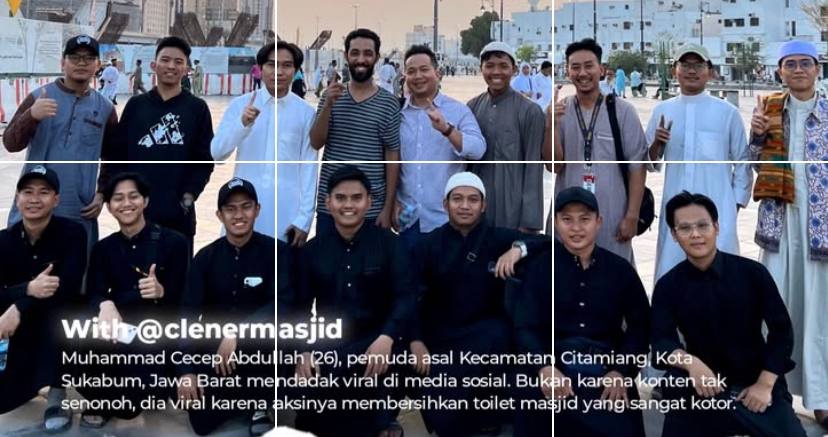 With @clenermasjid
Muhammad Cecep Abdullah (26), pemuda asal Kecamatan Citamiang, Kota
Sukabum, Jawa Barat mendadak viral di media sosial. Bukan karena konten tak
senonoh, dia viral karena aksinya membersihkan toilet masjid yang sangat kotor.